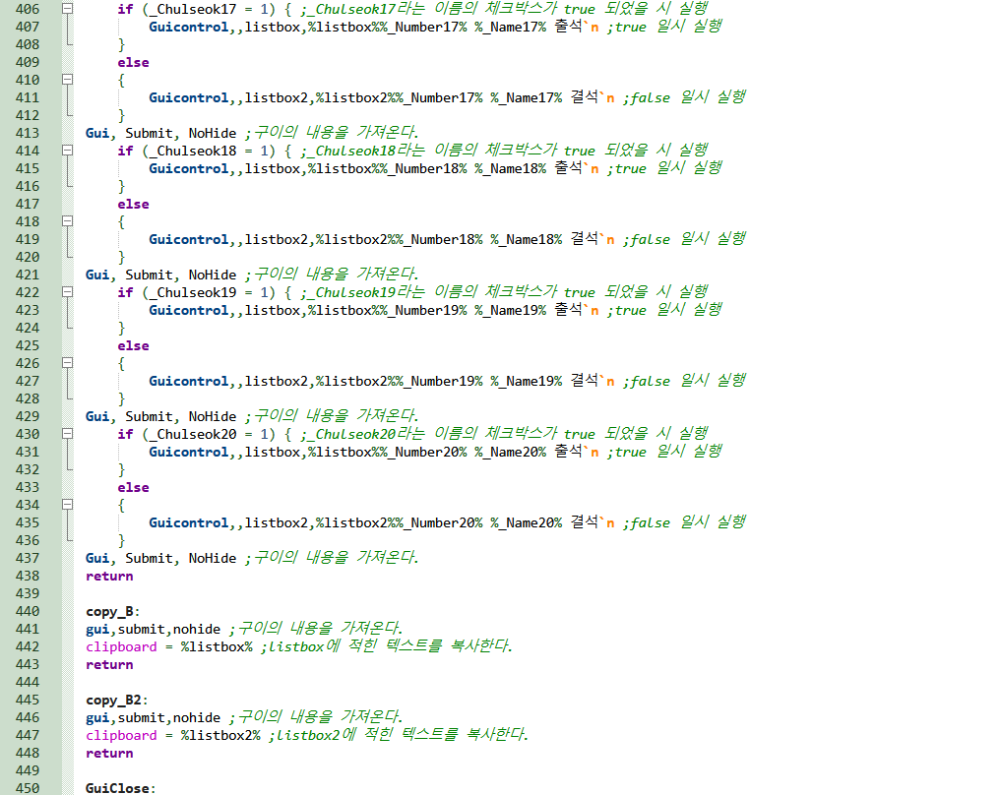 406 if (_Chulseok17 = 1) { ;_Chulseok17라는 이름의 체크박스가 true 되었을 시 실행
407 Guicontrol,,listbox,%listbox%%_Number17% %_Name17% 출석`n ;true 일시 실행
408 }
409 else
410 {
411 Guicontrol,,listbox2,%listbox2%%_Number17% %_Name17% 결석`n ;false 일시 실행
412 }
413 Gui, Submit, NoHide ;구이의 내용을 가져온다.
414 if (_Chulseok18 = 1) { ;_Chulseok18라는 이름의 체크박스가 true 되었을 시 실행
415 Guicontrol,,listbox,%listbox%%_Number18% %_Name18% 출석`n ;true 일시 실행
416 }
417 else
418 {
419 Guicontrol,,listbox2,%listbox2%%_Number18% %_Name18% 결석`n ;false 일시 실행
420 }
421 Gui, Submit, NoHide ;구이의 내용을 가져온다.
422 if (_Chulseok19 = 1) { ;_Chulseok19라는 이름의 체크박스가 true 되었을 시 실행
423 Guicontrol,,listbox,%listbox%%_Number19% %_Name19% 출석`n ;true 일시 실행
424 }
425 else
426 {
427 Guicontrol,,listbox2,%listbox2%%_Number19% %_Name19% 결석`n ;false 일시 실행
428 }
429 Gui, Submit, NoHide ;구이의 내용을 가져온다.
430 if (_Chulseok20 = 1) { ;_Chulseok20라는 이름의 체크박스가 true 되었을 시 실행
431 Guicontrol,,listbox,%listbox%%_Number20% %_Name20% 출석`n ;true 일시 실행
432 }
433 else
434 {
435 Guicontrol,,listbox2,%listbox2%%_Number20% %_Name20% 결석`n ;false 일시 실행
436 }
437 Gui, Submit, NoHide ;구이의 내용을 가져온다.
438 return
439
440 copy_B:
441 gui,submit,nohide ;구이의 내용을 가져온다.
442 clipboard = %listbox% ;listbox에 적힌 텍스트를 복사한다.
443 return
444
445 copy_B2:
446 gui,submit,nohide ;구이의 내용을 가져온다.
447 clipboard = %listbox2% ;listbox2에 적힌 텍스트를 복사한다.
448 return
449
450 GuiClose: